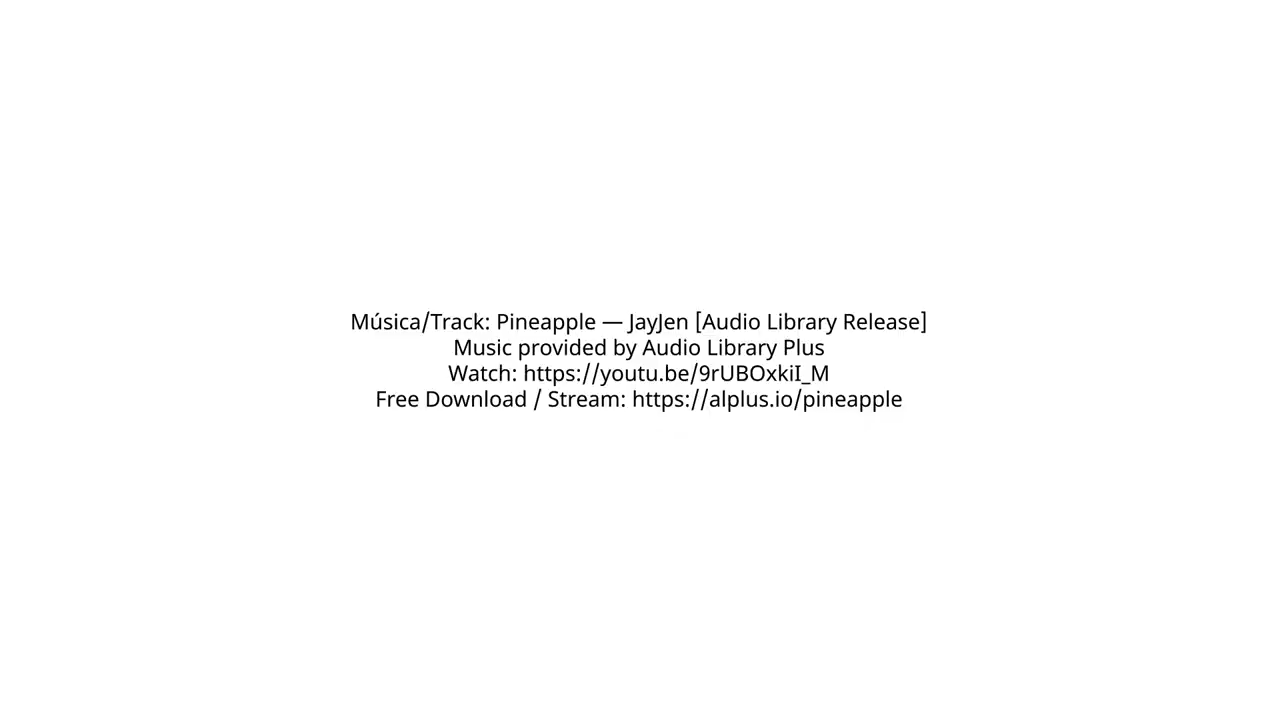 Música/Track: Pineapple — JayJen [Audio Library Release]
Music provided by Audio Library Plus
Watch: https://youtu.be/9rUBOxkiI_M
Free Download / Stream: https://alplus.io/pineapple